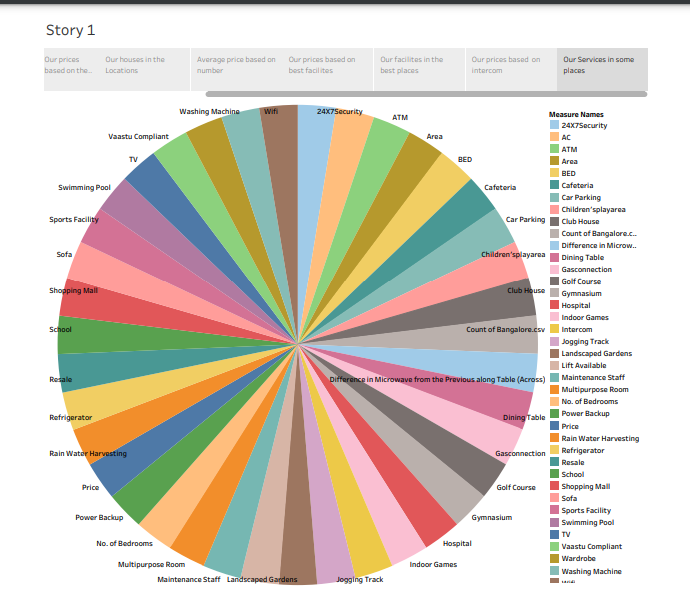 Story 1
Our prices
based on the..
Our houses in the
Locations
Average price based on
number
Our prices based on
best facilites
Our facilites in the
best places
Our prices based on
intercom
Our Services in some
places
Washing Machine
Wifi
24X7Security
ATM
Vaastu Compliant
Area
TV
BED
Swimming Pool
Cafeteria
Sports Facility
Car Parking
Sofa
Children'splayarea
Shopping Mall
Club House
School
Count of Bangalore.csv
Resale
Difference in Microwave from the Previous along Table (Across)
Refrigerator
Dining Table
Rain Water Harvesting
Gasconnection
Price
Golf Course
Power Backup
Gymnasium
No. of Bedrooms
Hospital
Multipurpose Room
Indoor Games
Maintenance Staff
Landscaped Gardens
Jogging Track
Measure Names
24X7Security
AC
ATM
Area
BED
Cafeteria
Car Parking
Children'splayarea
Club House
Count of Bangalore.c..
Difference in Microw..
Dining Table
Gasconnection
Golf Course
Gymnasium
Hospital
Indoor Games
Intercom
Jogging Track
Landscaped Gardens
Lift Available
Maintenance Staff
Multipurpose Room
No. of Bedrooms
Power Backup
Price
Rain Water Harvesting
Refrigerator
Resale
School
Shopping Mall
Sofa
Sports Facility
Swimming Pool
TV
Vaastu Compliant
Wardrobe
Washing Machine
Wifi